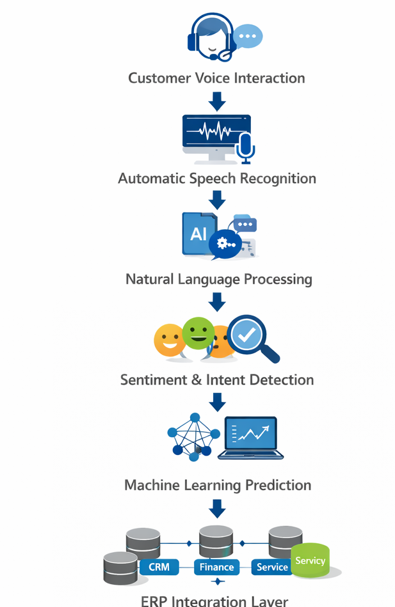 Customer Voice Interaction
Automatic Speech Recognition
AI
Natural Language Processing
Sentiment & Intent Detection
Machine Learning Prediction
CRM
Finance
Service
Servicy
ERP Integration Layer